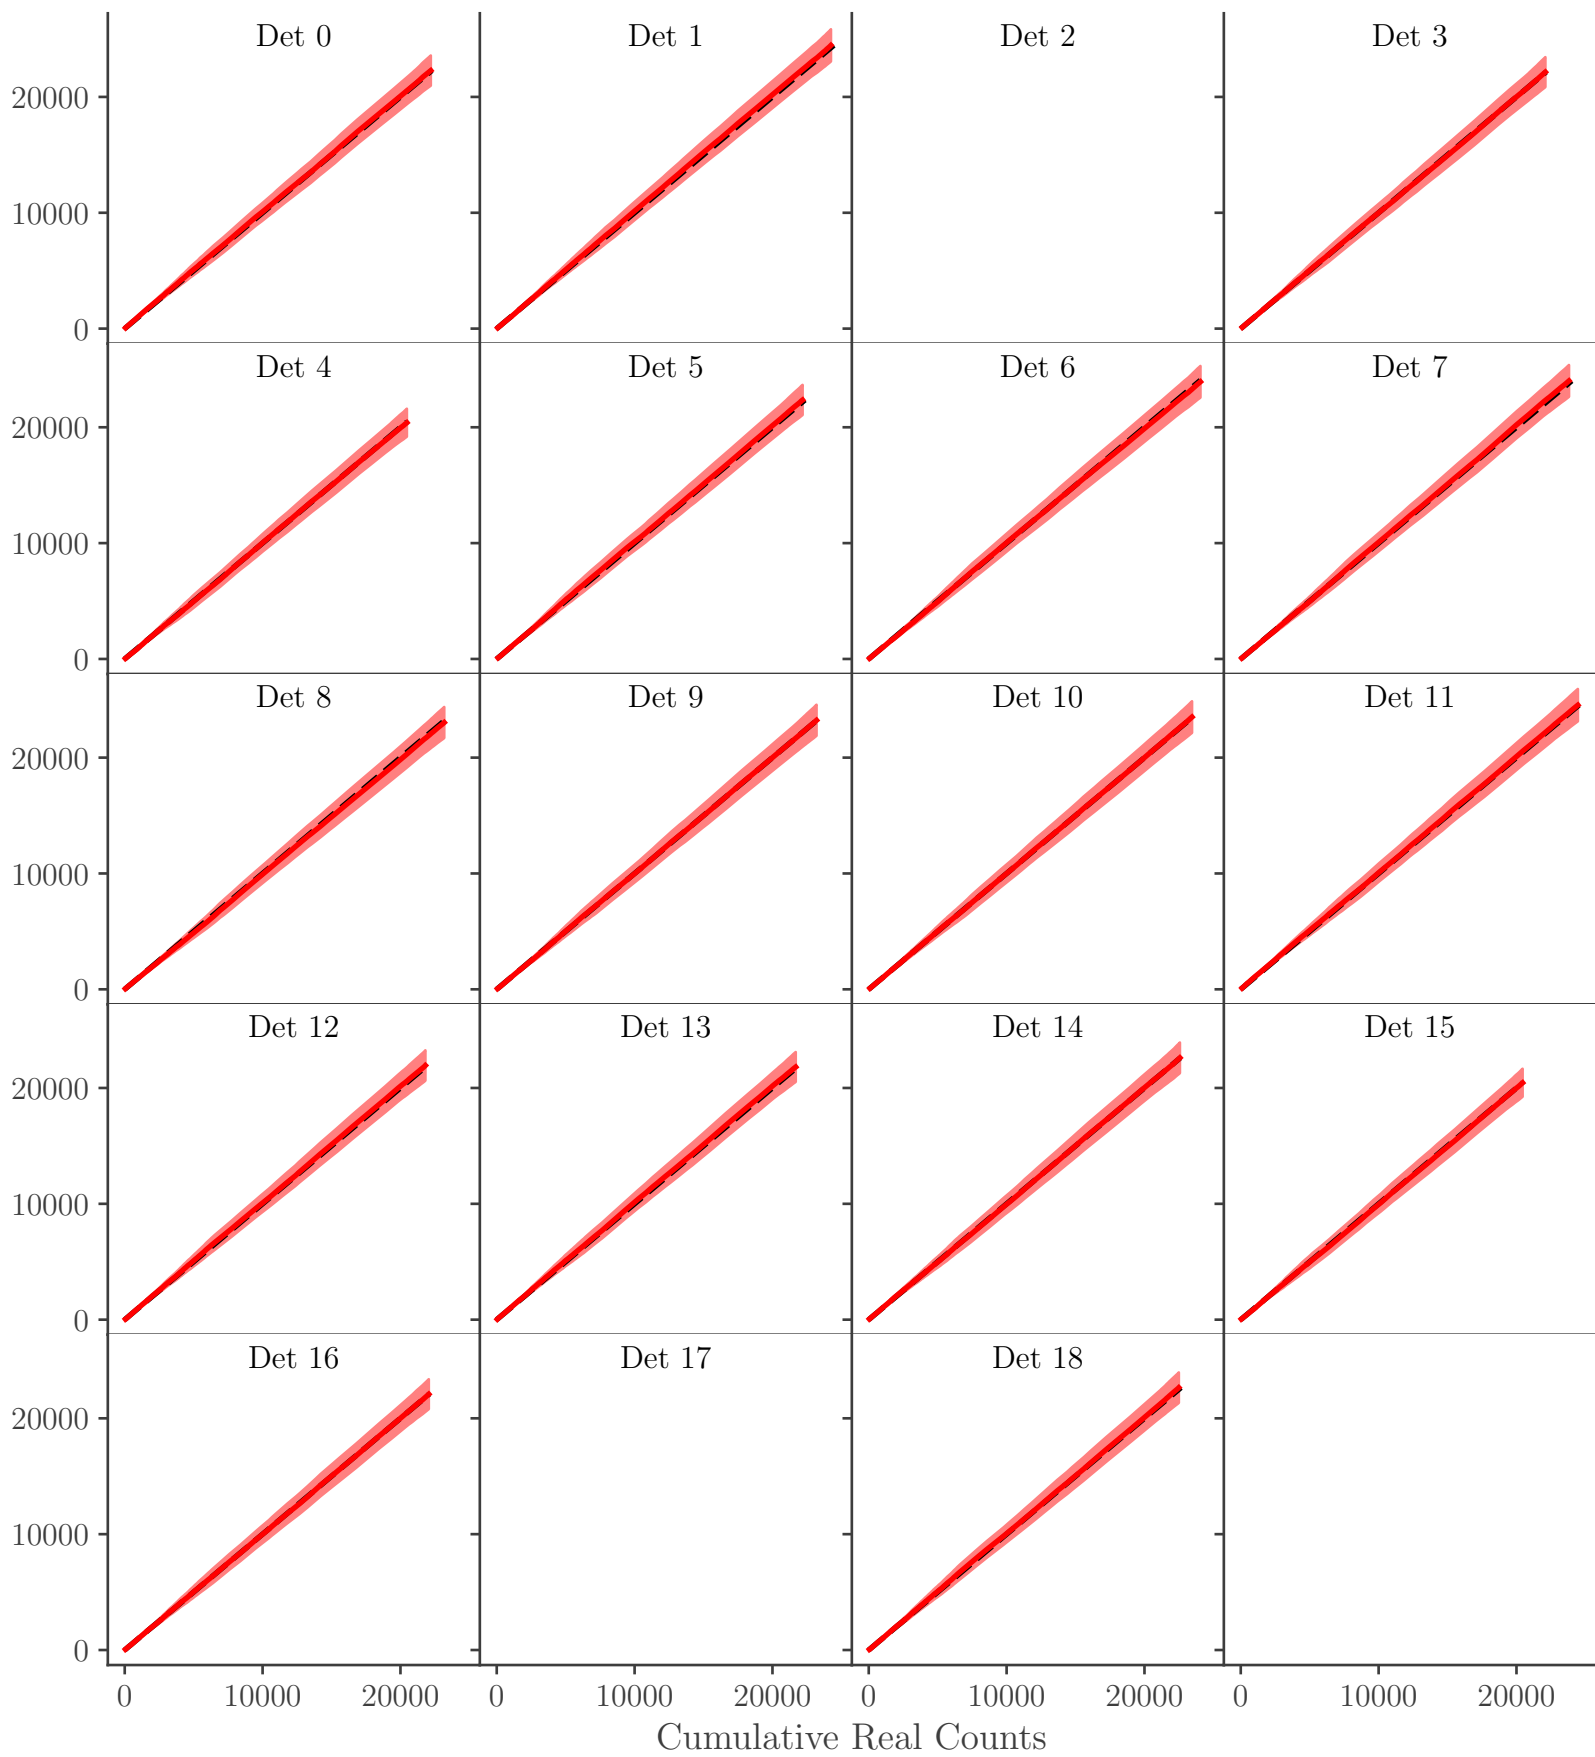 Det 0 Det 1 Det 2 Det 3
20000
10000
0
Det 4 Det 5 Det 6 Det 7
20000
10000
0
Det 8 Det 9 Det 10 Det 11
20000
10000
0
Det 12 Det 13 Det 14 Det 15
20000
10000
0
Det 16 Det 17 Det 18
20000
10000
0
0 10000 20000 0 10000 20000 0 10000 20000 0 10000 20000
Cumulative Real Counts